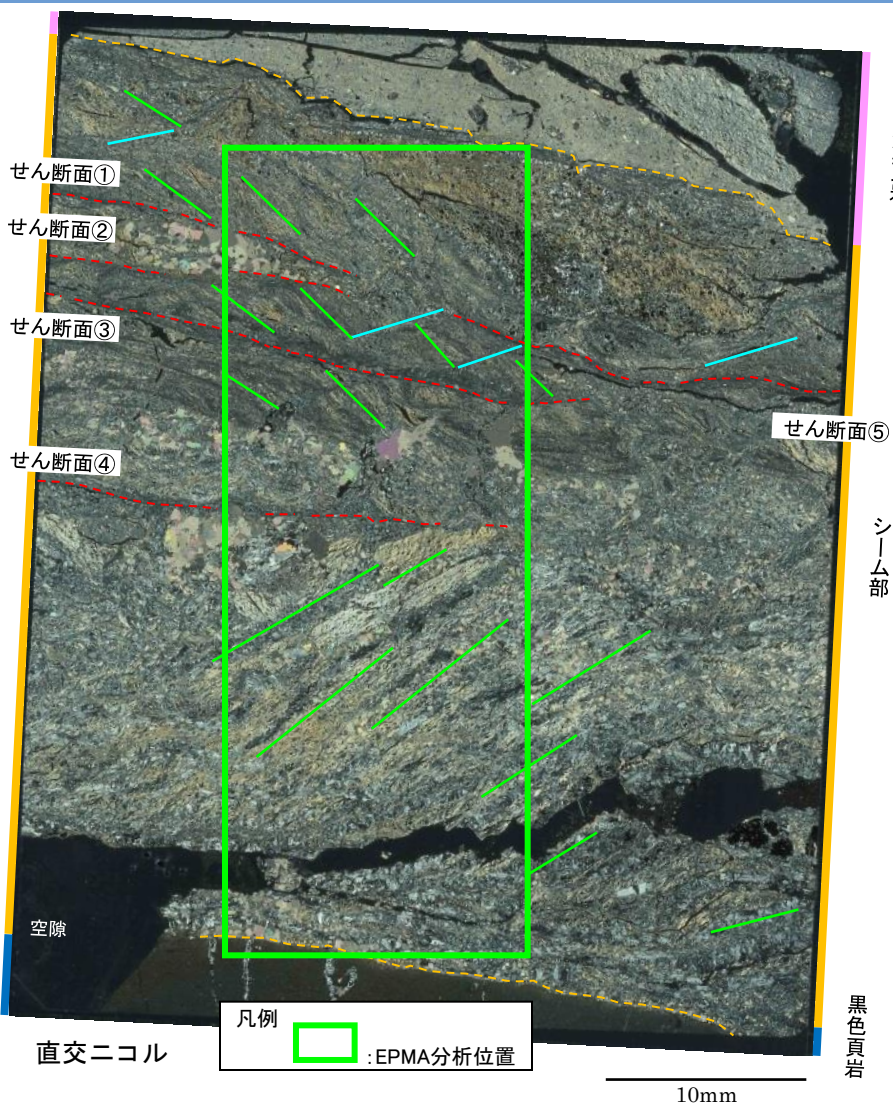 せん断面①
せん断面②
せん断面③
せん断面④
せん断面⑤
シーム部
空隙
黒色頁岩
直交ニコル
凡例
:EPMA分析位置
10mm